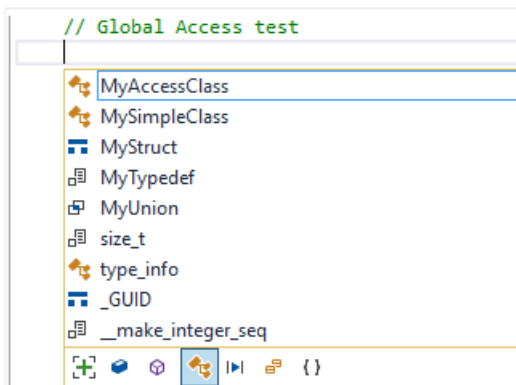 // Global Access test
MyAccessClass
MySimpleClass
MyStruct
MyTypedef
MyUnion
size_t
type_info
_GUID
__make_integer_seq
{}